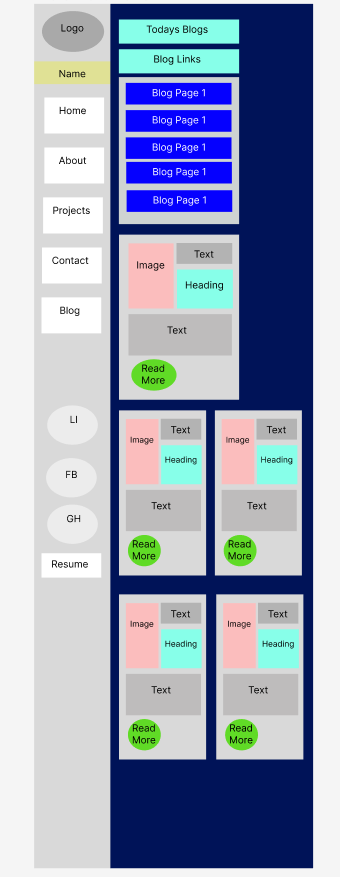 Logo
Name
Home
About
Projects
Contact
Blog
LI
FB
GH
Resume
Todays Blogs
Blog Links
Blog Page 1
Blog Page 1
Blog Page 1
Blog Page 1
Blog Page 1
Image
Text
Heading
Text
Read
More
Image
Text
Heading
Text
Read
More
Image
Text
Heading
Text
Read
More
Image
Text
Heading
Text
Read
More
Image
Text
Heading
Text
Read
More